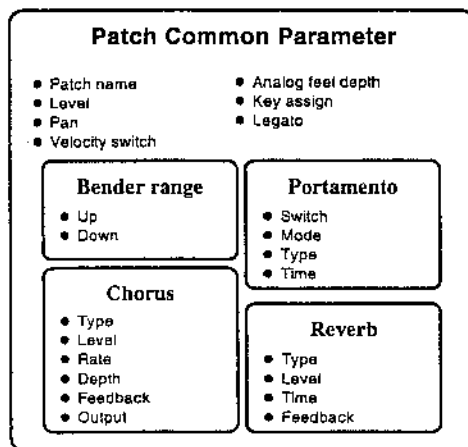 Patch Common Parameter
● Patch name
● Level
● Pan
● Velocity switch
● Analog feel depth
● Key assign
● Legato
Bender range
● Up
● Down
Portamento
● Switch
● Mode
● Type
● Time
Chorus
● Type
● Level
● Rate
● Depth
● Feedback
● Output
Reverb
● Type
● Level
● Time
● Feedback